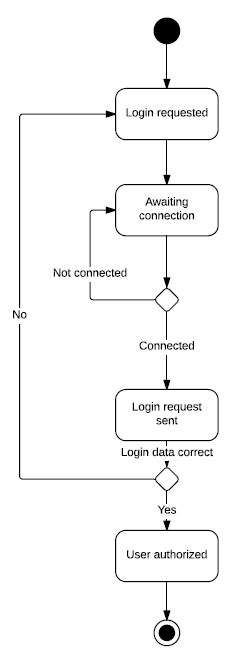 Login requested
Awaiting
connection
Not connected
No
Connected
Login request
sent
Login data correct
Yes
User authorized